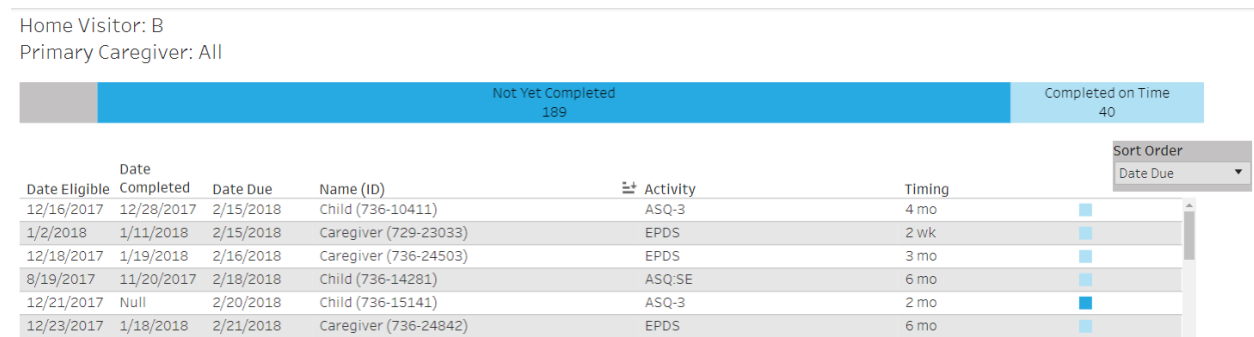 Home Visitor: B
Primary Caregiver: All
Not Yet Completed
189
Completed on Time
40
Sort Order
Date Due
Date Eligible Date Completed Date Due Name (ID) Activity Timing
12/16/2017 12/28/2017 2/15/2018 Child (736-10411) ASQ-3 4 mo
1/2/2018 1/11/2018 2/15/2018 Caregiver (729-23033) EPDS 2 wk
12/18/2017 1/19/2018 2/16/2018 Caregiver (736-24503) EPDS 3 mo
8/19/2017 11/20/2017 2/18/2018 Child (736-14281) ASQ:SE 6 mo
12/21/2017 Null 2/20/2018 Child (736-15141) ASQ-3 2 mo
12/23/2017 1/18/2018 2/21/2018 Caregiver (736-24842) EPDS 6 mo